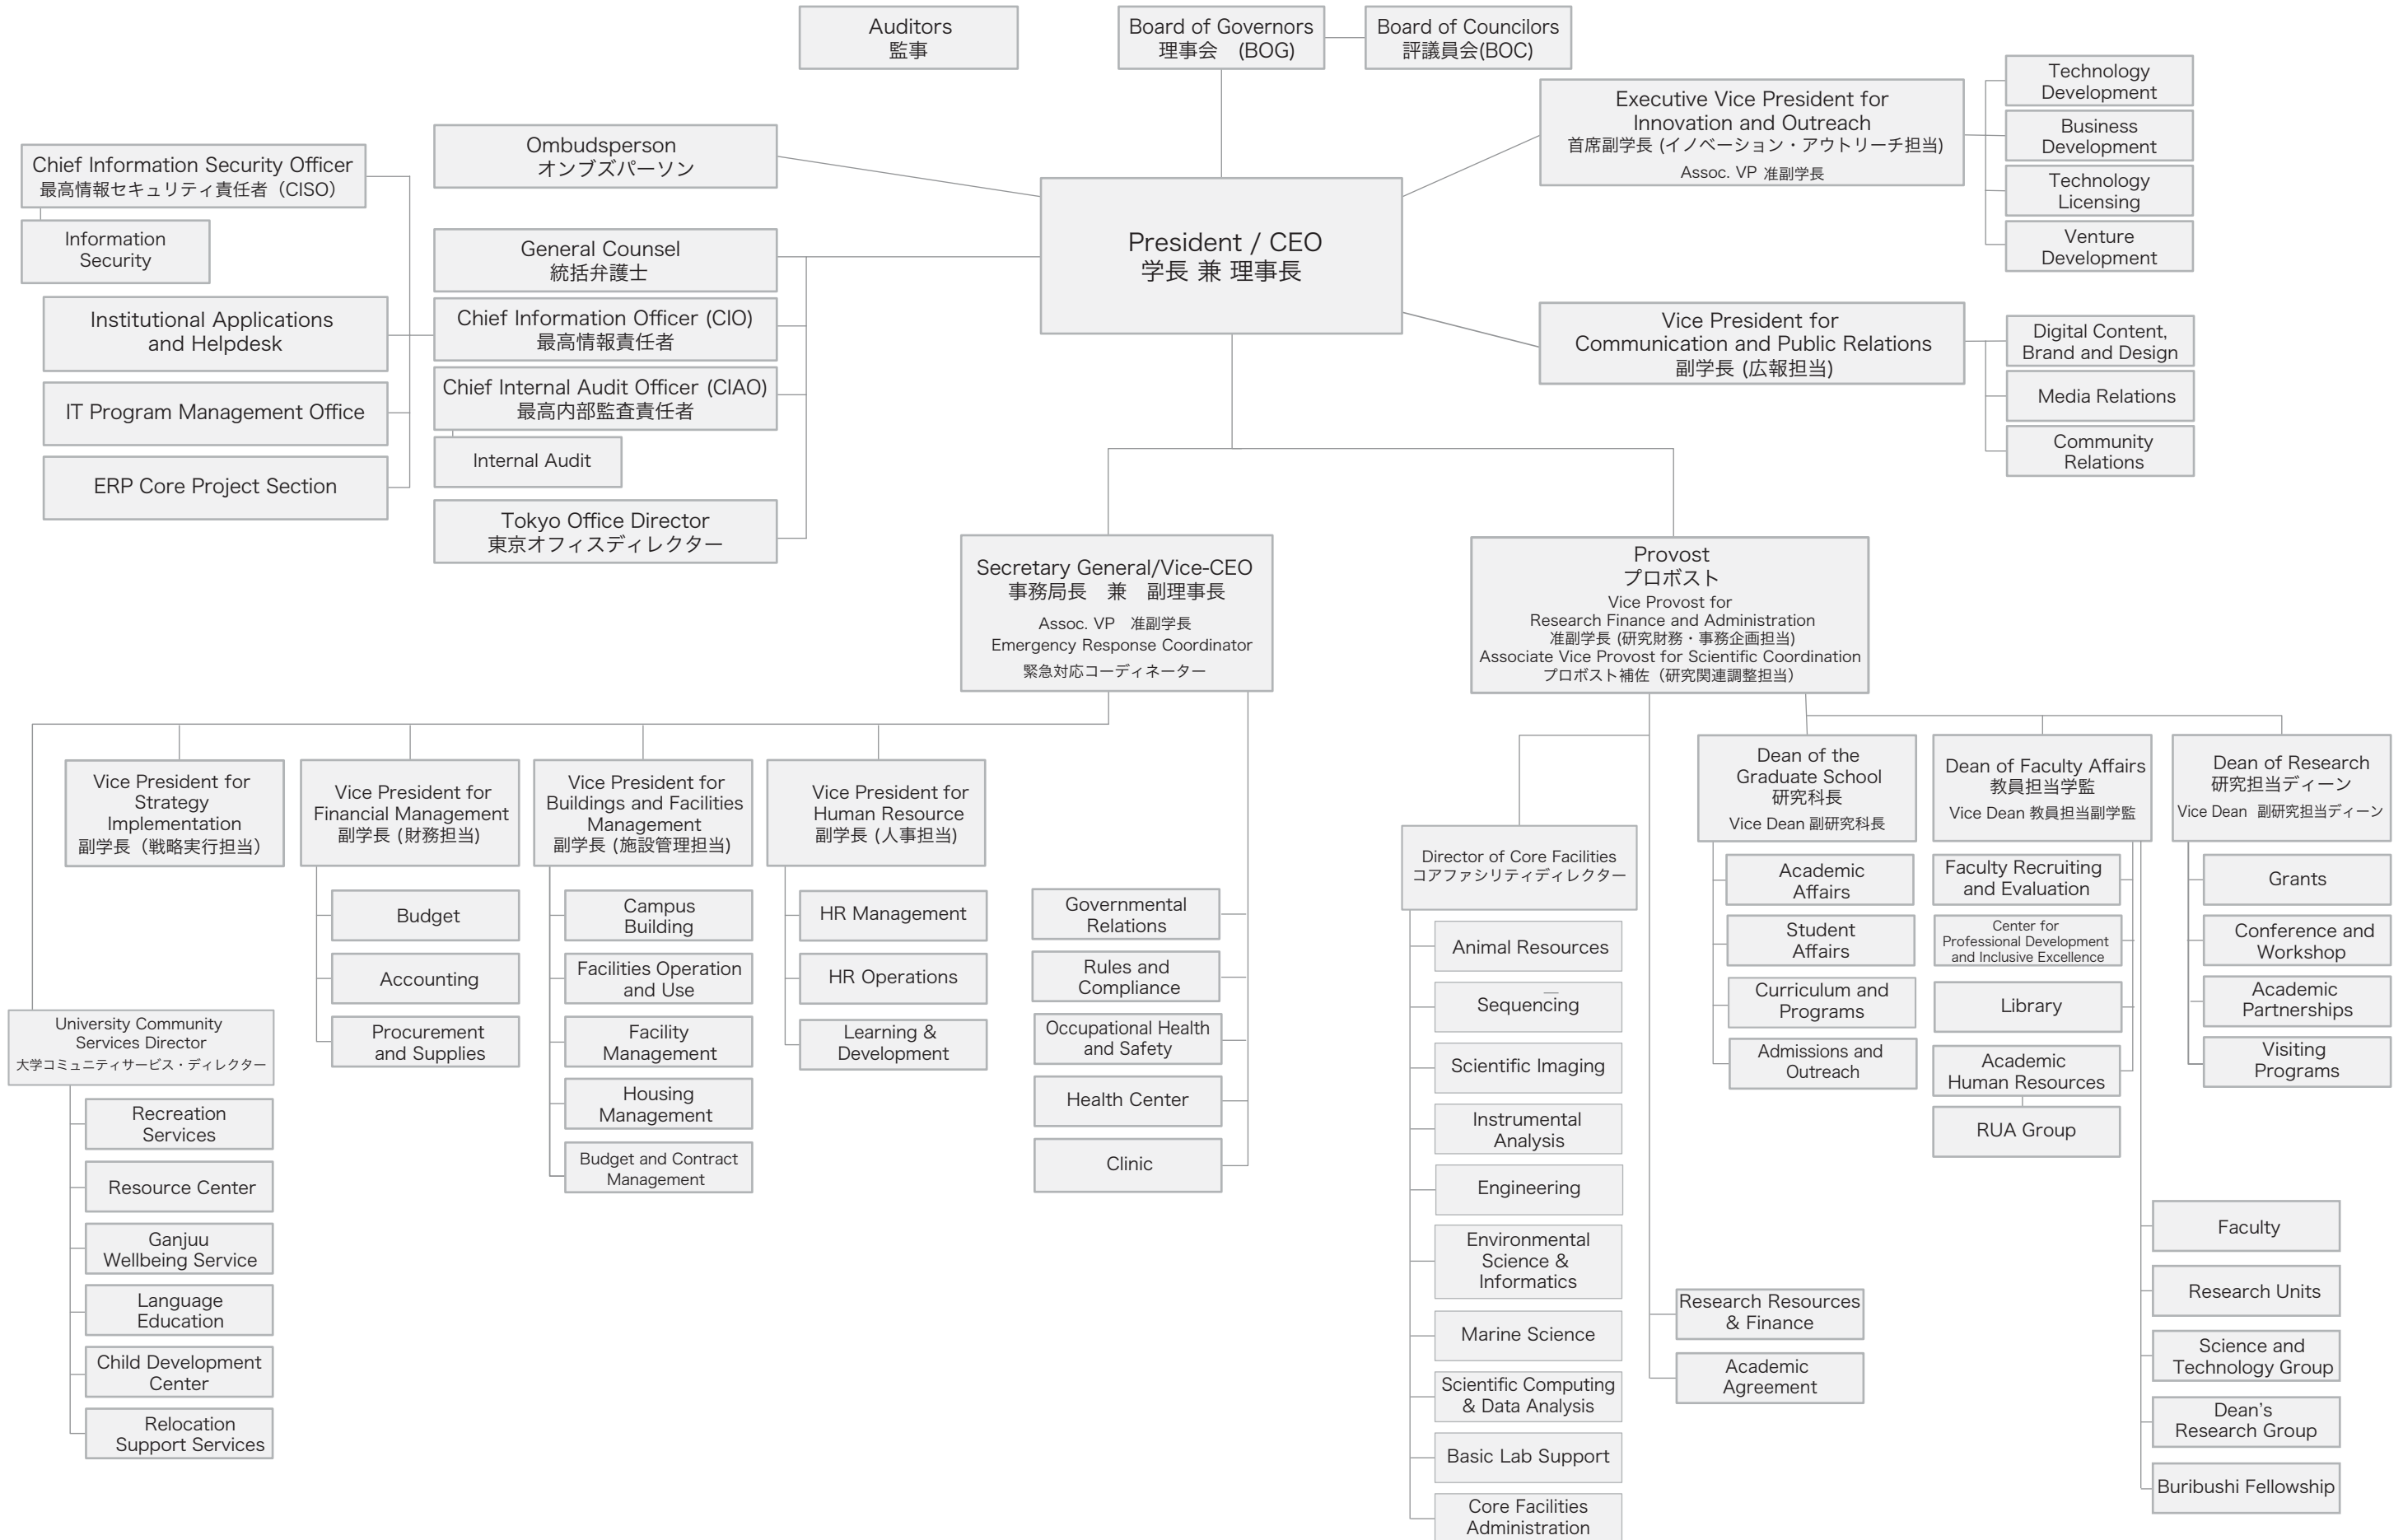 Auditors
監事
Board of Governors
理事会　(BOG)
Board of Councilors
評議員会(BOC)
Executive Vice President for
Innovation and Outreach
首席副学長 (イノベーション・アウトリーチ担当)
Assoc. VP 准副学長
Technology
Development
Business
Development
Technology
Licensing
Venture
Development
Ombudsperson
オンブズパーソン
Chief Information Security Officer
最高情報セキュリティ責任者（CISO）
Information
Security
General Counsel
統括弁護士
President / CEO
学長 兼 理事長
Institutional Applications
and Helpdesk
Chief Information Officer (CIO)
最高情報責任者
Vice President for
Communication and Public Relations
副学長 (広報担当)
Digital Content,
Brand and Design
Media Relations
Community
Relations
IT Program Management Office
Chief Internal Audit Officer (CIAO)
最高内部監査責任者
Internal Audit
ERP Core Project Section
Tokyo Office Director
東京オフィスディレクター
Secretary General/Vice-CEO
事務局長　兼　副理事長
Assoc. VP　准副学長
Emergency Response Coordinator
緊急対応コーディネーター
Provost
プロボスト
Vice Provost for
Research Finance and Administration
准副学長 (研究財務・事務企画担当)
Associate Vice Provost for Scientific Coordination
プロボスト補佐（研究関連調整担当）
Vice President for
Strategy
Implementation
副学長（戦略実行担当）
Vice President for
Financial Management
副学長 (財務担当)
Budget
Accounting
Procurement
and Supplies
Vice President for
Buildings and Facilities
Management
副学長 (施設管理担当)
Campus
Building
Facilities Operation
and Use
Facility
Management
Housing
Management
Budget and Contract
Management
Vice President for
Human Resource
副学長 (人事担当)
HR Management
HR Operations
Learning &
Development
Governmental
Relations
Rules and
Compliance
Occupational Health
and Safety
Health Center
Clinic
University Community
Services Director
大学コミュニティサービス・ディレクター
Recreation
Services
Resource Center
Ganjuu
Wellbeing Service
Language
Education
Child Development
Center
Relocation
Support Services
Director of Core Facilities
コアファシリティディレクター
Animal Resources
Sequencing
Scientific Imaging
Instrumental
Analysis
Engineering
Environmental
Science &
Informatics
Marine Science
Scientific Computing
& Data Analysis
Basic Lab Support
Core Facilities
Administration
Research Resources
& Finance
Academic
Agreement
Dean of the
Graduate School
研究科長
Vice Dean 副研究科長
Academic
Affairs
Student
Affairs
Curriculum and
Programs
Admissions and
Outreach
Dean of Faculty Affairs
教員担当学監
Vice Dean 教員担当副学監
Faculty Recruiting
and Evaluation
Center for
Professional Development
and Inclusive Excellence
Library
Academic
Human Resources
RUA Group
Dean of Research
研究担当ディーン
Vice Dean 副研究担当ディーン
Grants
Conference and
Workshop
Academic
Partnerships
Visiting
Programs
Faculty
Research Units
Science and
Technology Group
Dean's
Research Group
Buribushi Fellowship